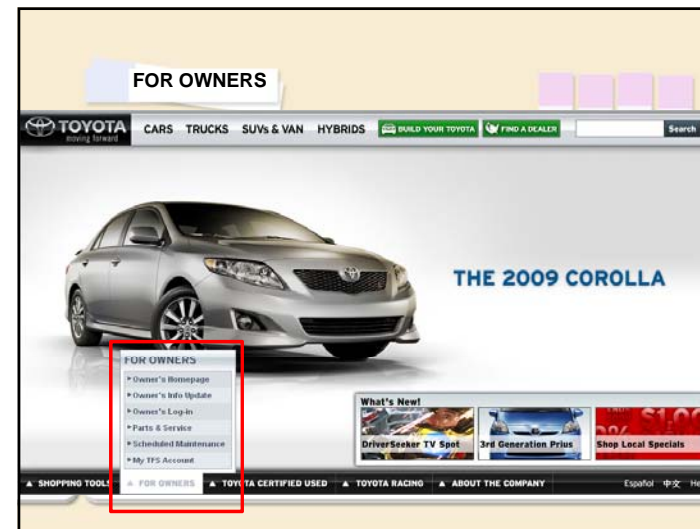 FOR OWNERS
TOYOTA
moving forward
CARS TRUCKS SUVs & VAN HYBRIDS BUILD YOUR TOYOTA FIND A DEALER Search
THE 2009 COROLLA
FOR OWNERS
Owner's Homepage
Owner's Info Update
Owner's Log-in
Parts & Service
Scheduled Maintenance
My TFS Account
What's New!
$1,00
DriverSeeker TV Spot 3rd Generation Prius Shop Local Specials
SHOPPING TOOLS FOR OWNERS TOYOTA CERTIFIED USED TOYOTA RACING ABOUT THE COMPANY Español 中文 He